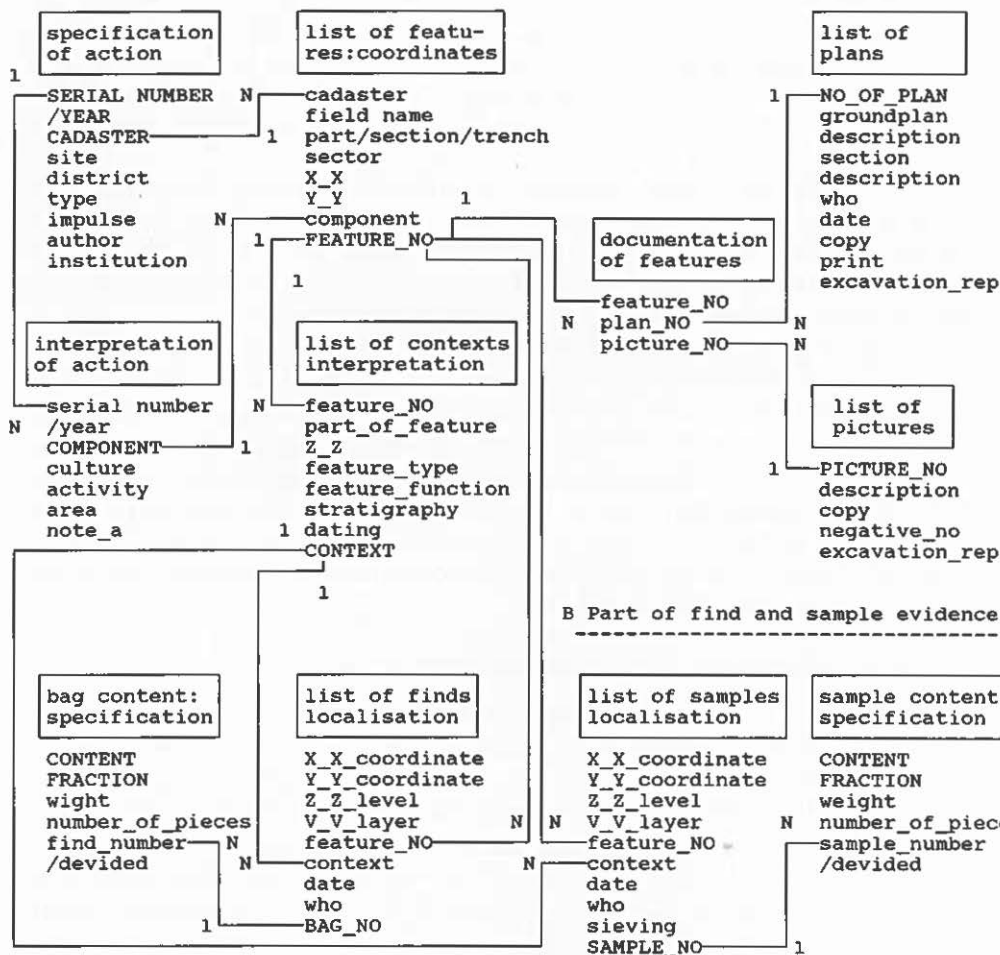 specification
of action
1
SERIAL NUMBER
/YEAR
CADASTER
site
district
type
impulse
author
institution
list of featu-
res:coordinates
N
cadaster
field name
1
part/section/trench
sector
X_X
Y_Y
1
N
component
1
FEATURE_NO
1
list of
plans
1
NO_OF_PLAN
groundplan
description
section
description
who
date
copy
print
excavation_rep
documentation
of features
feature_NO
N
plan_NO
N
picture_NO
N
interpretation
of action
serial number
N
/year
COMPONENT
1
culture
activity
area
note_a
list of contexts
interpretation
N
feature_NO
part_of_feature
Z_Z
feature_type
feature_function
stratigraphy
1
dating
CONTEXT
1
list of
pictures
1
PICTURE_NO
description
copy
negative_no
excavation_rep
B Part of find and sample evidence
bag content:
specification
CONTENT
FRACTION
wight
number_of_pieces
find_number
N
/devided
N
list of finds
localisation
X_X_coordinate
Y_Y_coordinate
Z_Z_level
V_V_layer
feature_NO
N
context
date
who
1
BAG_NO
list of samples
localisation
X_X_coordinate
Y_Y_coordinate
Z_Z_level
V_V_layer
N
feature_NO
N
context
date
who
sieving
SAMPLE_NO
1
sample content
specification
CONTENT
FRACTION
weight
number_of_piec
N
sample_number
/devided